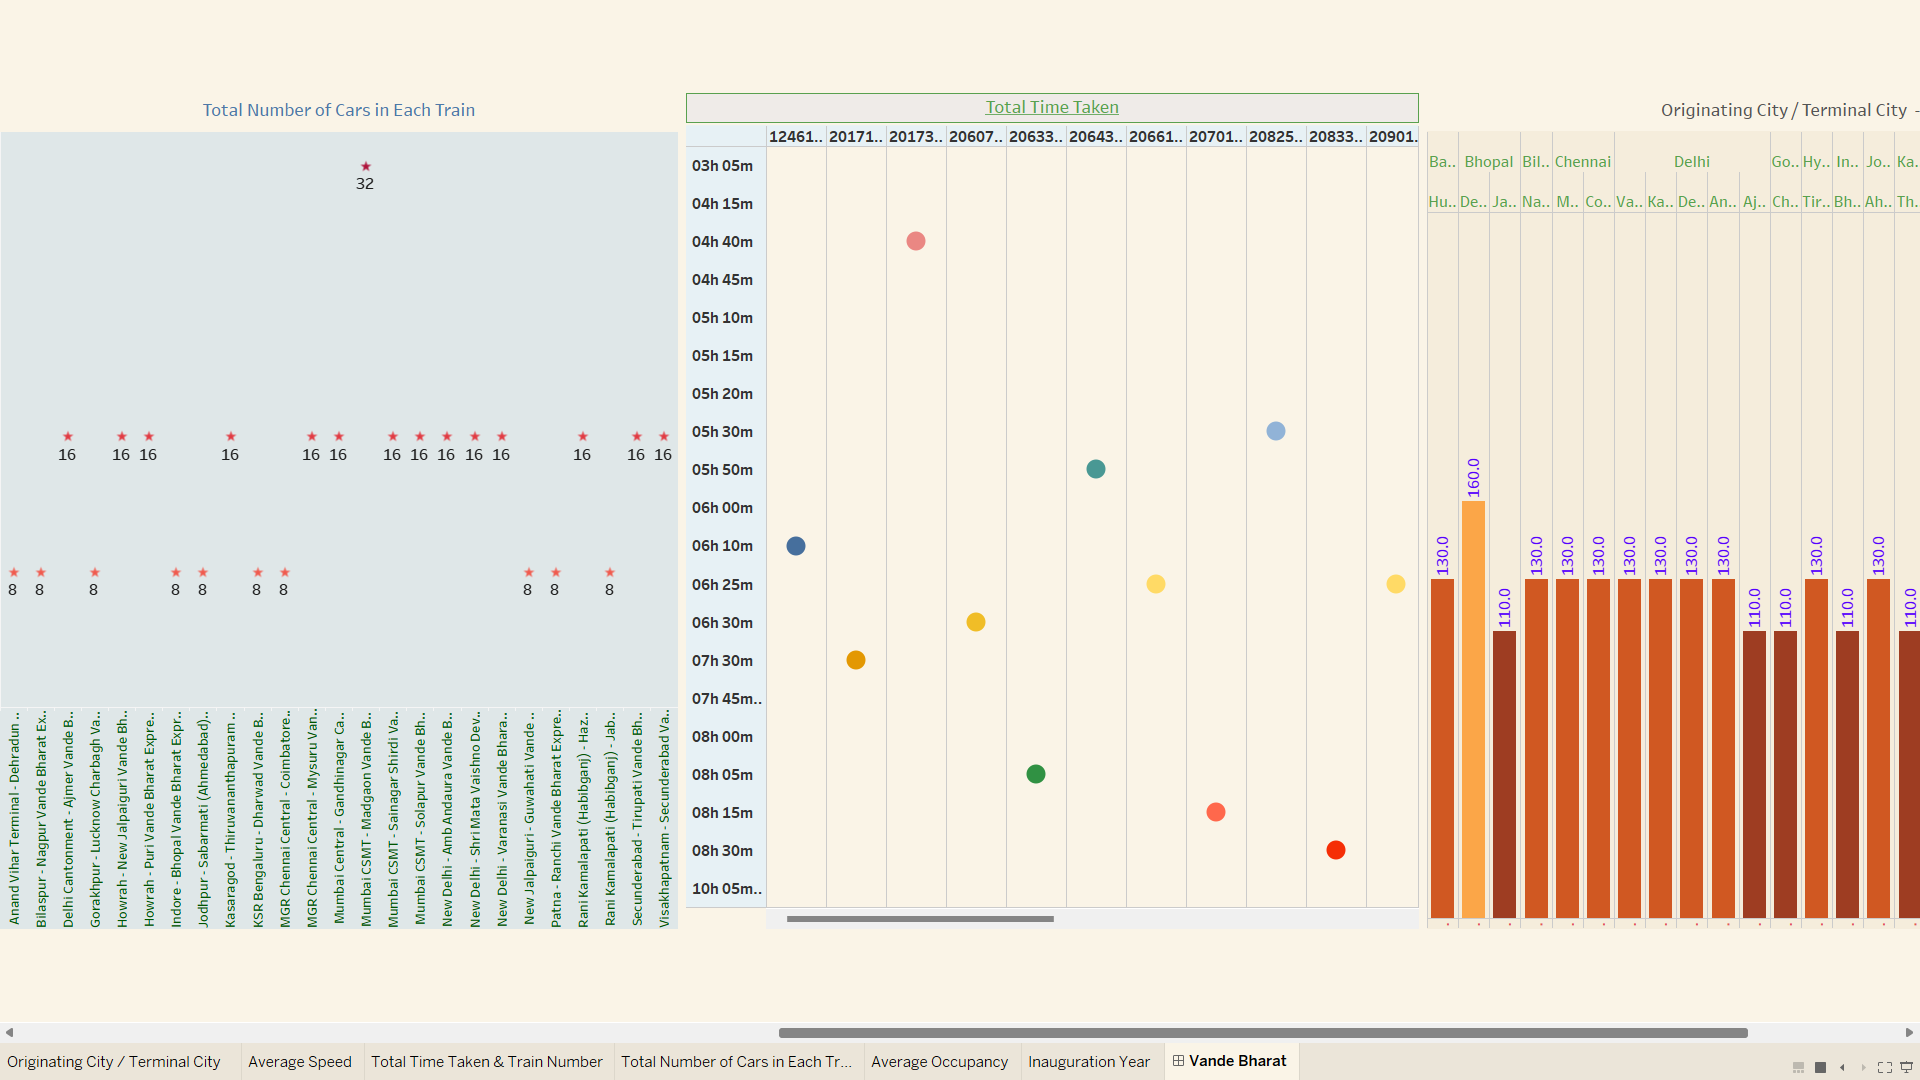 Total Number of Cars in Each Train
32
16 16 16 16 16 16 16 16 16 16 16 16 16 16
8 8 8 8 8 8 8 8 8 8
Anand Vihar Terminal - Dehradun ..
Bilaspur - Nagpur Vande Bharat Ex..
Delhi Cantonment - Ajmer Vande B..
Gorakhpur - Lucknow Charbagh Va..
Howrah - New Jalpaiguri Vande Bh..
Howrah - Puri Vande Bharat Expre..
Indore - Bhopal Vande Bharat Expr..
Jodhpur - Sabarmati (Ahmedabad)..
Kasaragod - Thiruvananthapuram ..
KSR Bengaluru - Dharwad Vande B..
MGR Chennai Central - Coimbatore..
MGR Chennai Central - Mysuru Van..
Mumbai Central - Gandhinagar Ca..
Mumbai CSMT - Madgaon Vande B..
Mumbai CSMT - Sainagar Shirdi Va..
Mumbai CSMT - Solapur Vande Bh..
New Delhi - Amb Andaura Vande B..
New Delhi - Shri Mata Vaishno Dev..
New Delhi - Varanasi Vande Bhara..
New Jalpaiguri - Guwahati Vande ..
Patna - Ranchi Vande Bharat Expre..
Rani Kamalapati (Habibganj) - Haz..
Rani Kamalapati (Habibganj) - Jab..
Secunderabad - Tirupati Vande Bh..
Visakhapatnam - Secunderabad Va..
Total Time Taken
12461.. 20171.. 20173.. 20607.. 20633.. 20643.. 20661.. 20701.. 20825.. 20833.. 20901.
03h 05m
04h 15m
04h 40m
04h 45m
05h 10m
05h 15m
05h 20m
05h 30m
05h 50m
06h 00m
06h 10m
06h 25m
06h 30m
07h 30m
07h 45m..
08h 00m
08h 05m
08h 15m
08h 30m
10h 05m..
Originating City / Terminal City -
Ba.. Bhopal Bil.. Chennai Delhi Go.. Hy.. In.. Jo.. Ka.
Hu.. De.. Ja.. Na.. M.. Co.. Va.. Ka.. De.. An.. Aj.. Ch.. Tir.. Bh.. Ah.. Th.
130.0 160.0 110.0 130.0 130.0 130.0 130.0 130.0 130.0 130.0 110.0 110.0 130.0 110.0 130.0 110.0
Originating City / Terminal City Average Speed Total Time Taken & Train Number Total Number of Cars in Each Tr... Average Occupancy Inauguration Year Vande Bharat